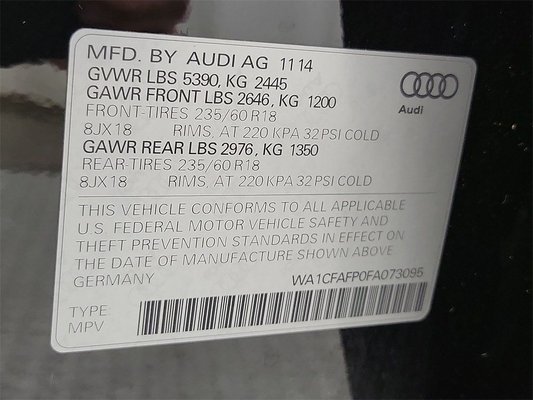 MFD. BY AUDI AG 11 14
GVWR LBS 5390, KG 2445
GAWR FRONT LBS 2646, KG 1200
FRONT-TIRES 235/60 R18
8JX18 RIMS, AT 220 KPA 32 PSI COLD
GAWR REAR LBS 2976, KG 1350
REAR-TIRES 235/60 R18
8JX18 RIMS, AT 220 KPA 32 PSI COLD
Audi
THIS VEHICLE CONFORMS TO ALL APPLICABLE
U.S. FEDERAL MOTOR VEHICLE SAFETY AND
THEFT PREVENTION STANDARDS IN EFFECT ON
THE DATE OF MANUFACTURE SHOWN ABOVE
GERMANY WA1CFAFP0FA073095
TYPE
MPV